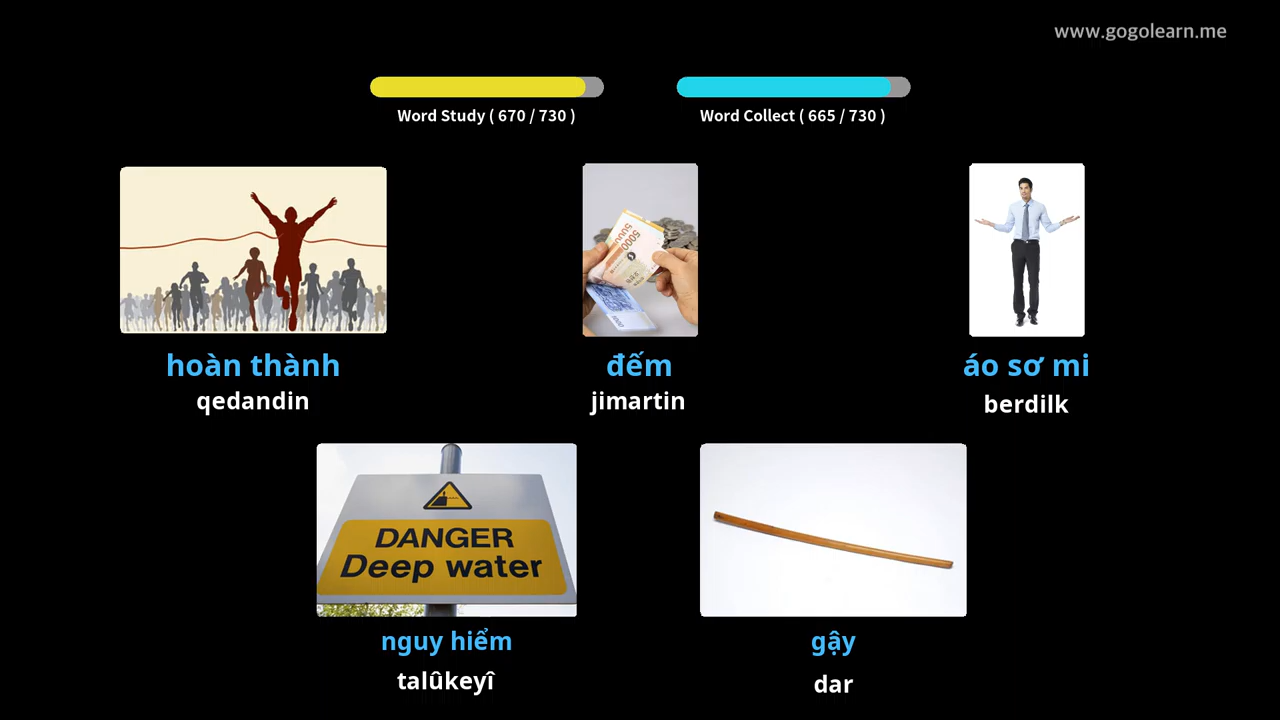 www.gogolearn.me
Word Study ( 670 / 730 )
Word Collect ( 665 / 730 )
hoàn thành
qedandin
đếm
jimartin
áo sơ mi
berdilk
DANGER
Deep water
nguy hiểm
talûkeyî
gậy
dar